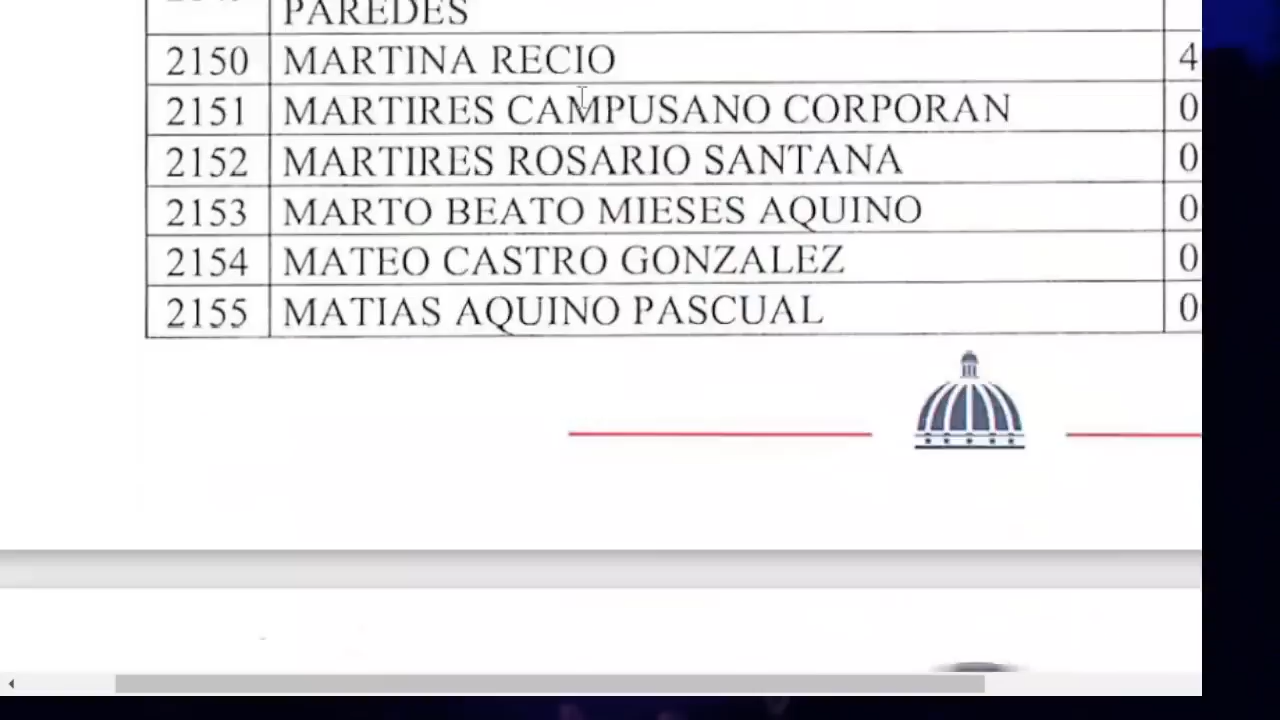 PAREDES
2150 MARTINA RECIO 4
2151 MARTIRES CAMPUSANO CORPORAN 0
2152 MARTIRES ROSARIO SANTANA 0
2153 MARTO BEATO MIESES AQUINO 0
2154 MATEO CASTRO GONZALEZ 0
2155 MATIAS AQUINO PASCUAL 0